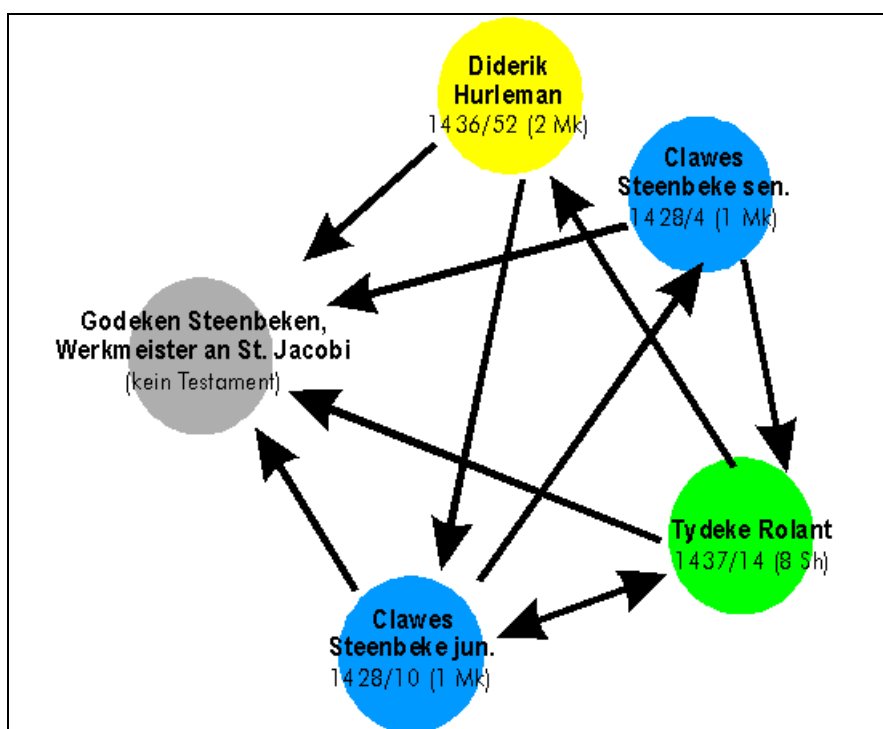 Diderik
Hurleman
1436/52 (2 Mk)
Clawes
Steenbeke sen.
1428/4 (1 Mk)
Godeken Steenbeken,
Werkmeister an St. Jacobi
(kein Testament)
Tydeke Rolant
1437/14 (8 Sh)
Clawes
Steenbeke jun.
1428/10 (1 Mk)